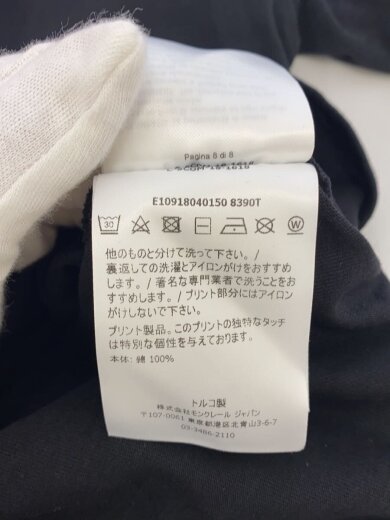 Pagina 8 di 8
E10918040150 8390T
30
W
他のものと分けて洗って下さい。/
裏返しての洗濯とアイロンがけをおすすめ
します。/ 著名な専門業者で洗うことをお
すすめします。/ プリント部分にはアイロン
がけしないで下さい。
プリント製品。このプリントの独特なタッチ
は特別な個性を与えております。
本体: 綿 100%
トルコ製
株式会社 モンクレール ジャパン
〒107-0061 東京都港区北青山3-6-7
03-3486-2110